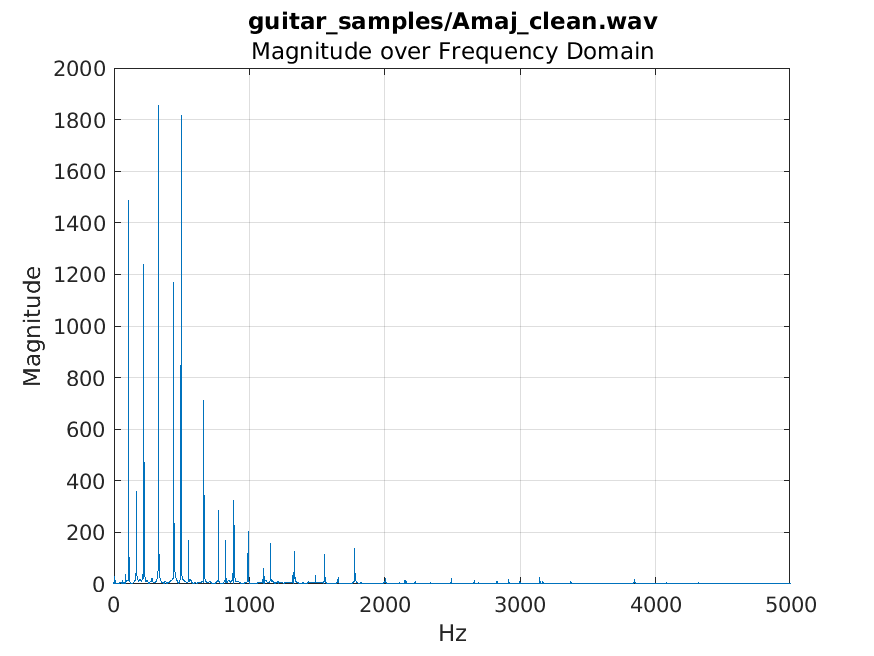 guitar_samples/Amaj_clean.wav
Magnitude over Frequency Domain
2000
1800
1600
1400
1200
1000
800
600
400
200
0
Magnitude
0 1000 2000 3000 4000 5000
Hz